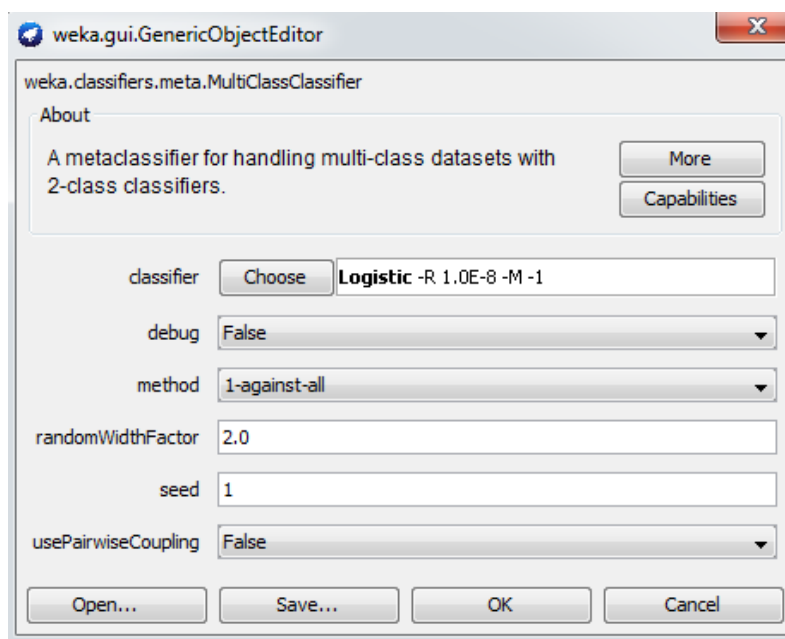 weka.gui.GenericObjectEditor
weka.classifiers.meta.MultiClassClassifier
About
A metaclassifier for handling multi-class datasets with
2-class classifiers.
More
Capabilities
classifier Choose Logistic -R 1.0E-8 -M -1
debug False
method 1-against-all
randomWidthFactor 2.0
seed 1
usePairwiseCoupling False
Open... Save... OK Cancel